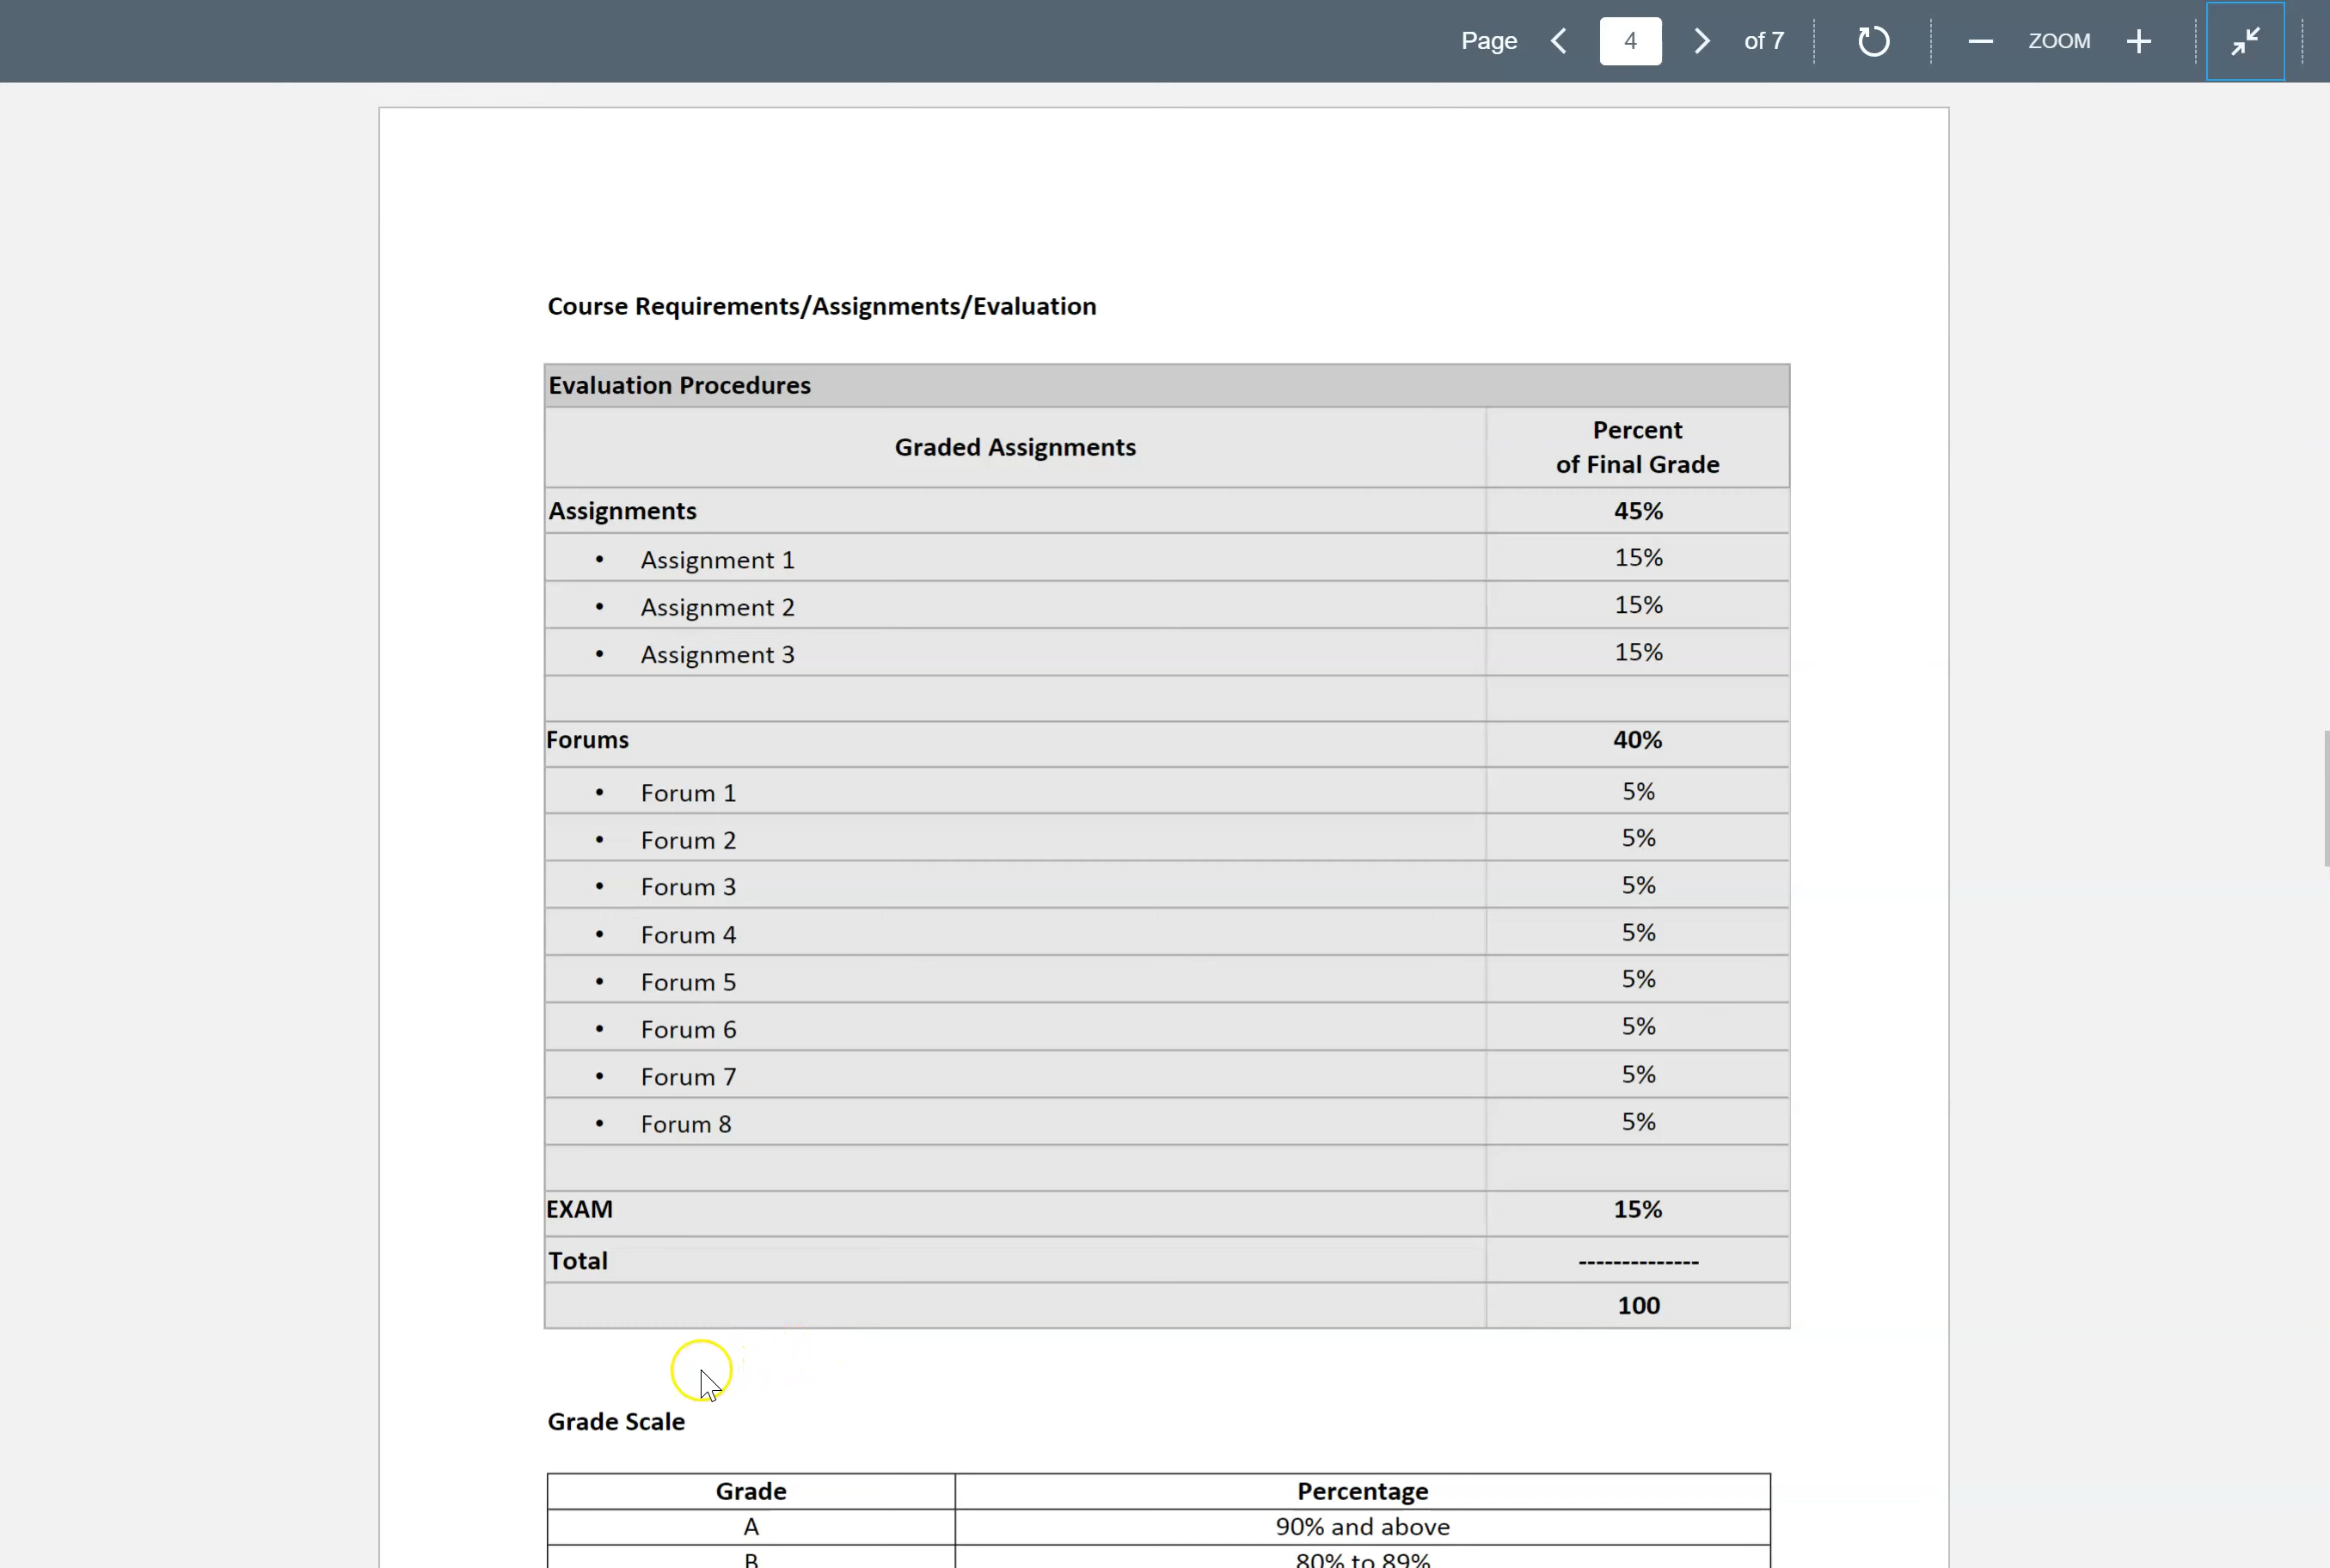 Page 4 of 7 ZOOM
Course Requirements/Assignments/Evaluation
Evaluation Procedures
Graded Assignments Percent of Final Grade
Assignments 45%
• Assignment 1 15%
• Assignment 2 15%
• Assignment 3 15%
Forums 40%
• Forum 1 5%
• Forum 2 5%
• Forum 3 5%
• Forum 4 5%
• Forum 5 5%
• Forum 6 5%
• Forum 7 5%
• Forum 8 5%
EXAM 15%
Total --------------
100
Grade Scale
Grade Percentage
A 90% and above
B 80% to 89%